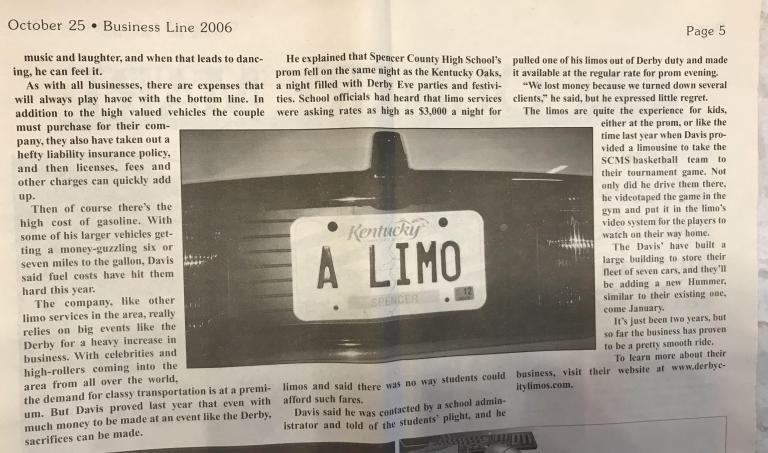 October 25 • Business Line 2006
Page 5
music and laughter, and when that leads to danc-
ing, he can feel it.
As with all businesses, there are expenses that
will always play havoc with the bottom line. In
addition to the high valued vehicles the couple
must purchase for their com-
pany, they also have taken out a
hefty liability insurance policy,
and then licenses, fees and
other charges can quickly add
up.
Then of course there's the
high cost of gasoline. With
some of his larger vehicles get-
ting a money-guzzling six or
seven miles to the gallon, Davis
said fuel costs have hit them
hard this year.
The company, like other
limo services in the area, really
relies on big events like the
Derby for a heavy increase in
business. With celebrities and
high-rollers coming into the
area from all over the world,
the demand for classy transportation is at a premi-
um. But Davis proved last year that even with
much money to be made at an event like the Derby,
sacrifices can be made.
He explained that Spencer County High School's
prom fell on the same night as the Kentucky Oaks,
a night filled with Derby Eve parties and festivi-
ties. School officials had heard that limo services
were asking rates as high as $3,000 a night for
Kentucky
A LIMO
SPENCER
12
limos and said there was no way students could
afford such fares.
Davis said he was contacted by a school admin-
istrator and told of the students' plight, and he
pulled one of his limos out of Derby duty and made
it available at the regular rate for prom evening.
"We lost money because we turned down several
clients," he said, but he expressed little regret.
The limos are quite the experience for kids,
either at the prom, or like the
time last year when Davis pro-
vided a limousine to take the
SCMS basketball team to
their tournament game. Not
only did he drive them there,
he videotaped the game in the
gym and put it in the limo's
video system for the players to
watch on their way home.
The Davis' have built a
large building to store their
fleet of seven cars, and they'll
be adding a new Hummer,
similar to their existing one,
come January.
It's just been two years, but
so far the business has proven
to be a pretty smooth ride.
To learn more about their
business, visit their website at www.derbyc-
itylimos.com.